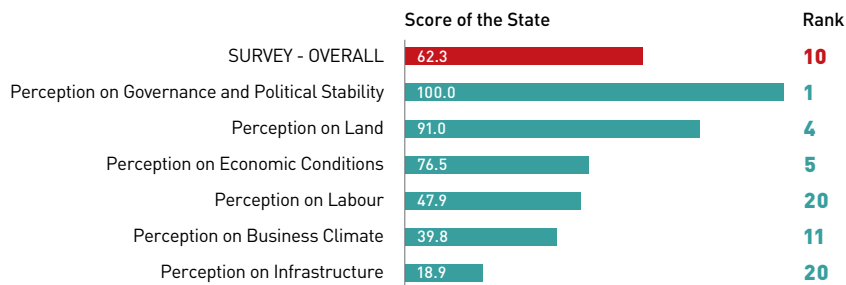 Score of the State Rank
SURVEY - OVERALL 62.3 10
Perception on Governance and Political Stability 100.0 1
Perception on Land 91.0 4
Perception on Economic Conditions 76.5 5
Perception on Labour 47.9 20
Perception on Business Climate 39.8 11
Perception on Infrastructure 18.9 20